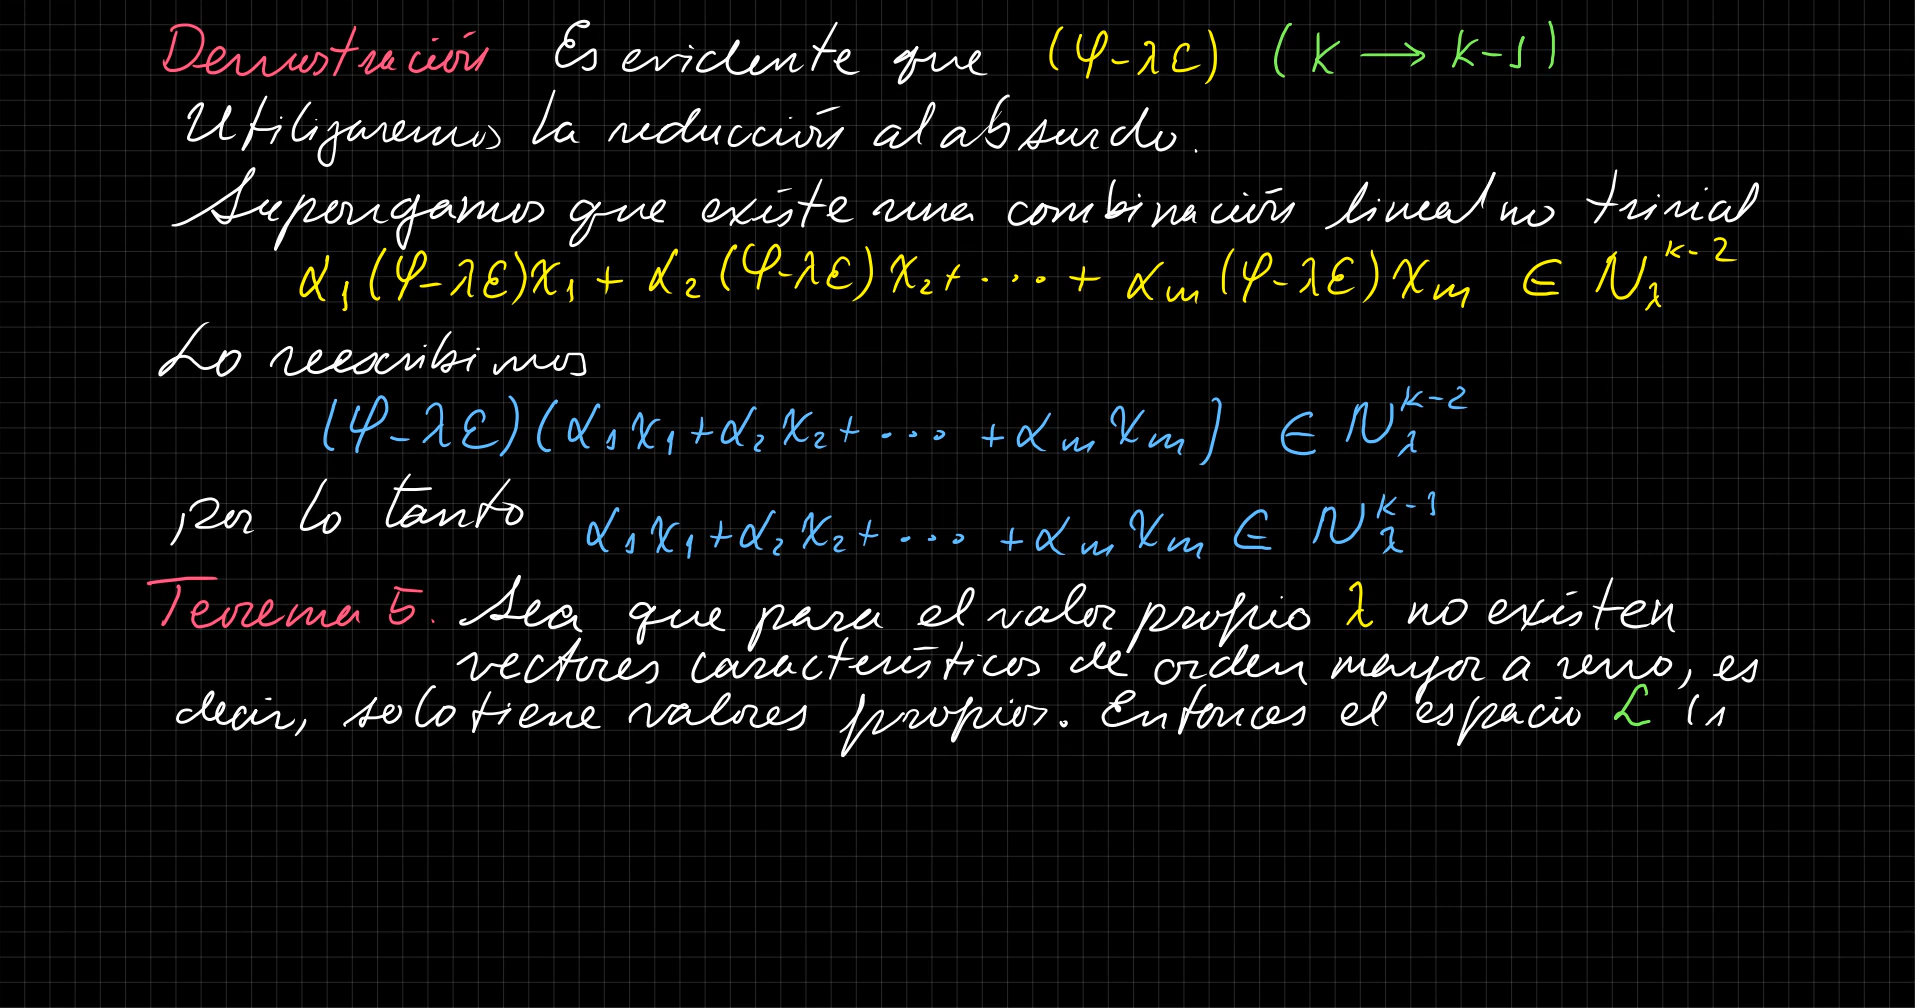 Demostración Es evidente que (φ-λε) (k → k-1)
Utilizaremos la reducción al absurdo.
Supongamos que existe una combinación lineal no trivial
α₁(φ-λε)x₁ + α₂(φ-λε)x₂ + ... + αₘ(φ-λε)xₘ ∈ N_λ^{k-2}
Lo reescribimos
(φ-λε)(α₁x₁+α₂x₂+ ... +αₘxₘ) ∈ N_λ^{k-2}
por lo tanto α₁x₁+α₂x₂+ ... +αₘxₘ ∈ N_λ^{k-1}
Teorema 5. Sea que para el valor propio λ no existen
vectores característicos de orden mayor a uno, es
decir, solo tiene valores propios. Entonces el espacio L (s